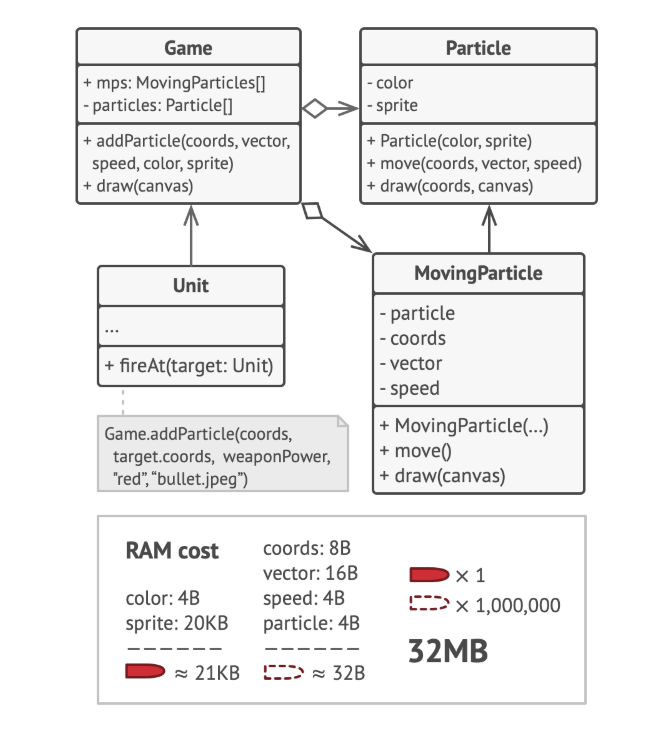 Game
+ mps: MovingParticles[]
- particles: Particle[]
+ addParticle(coords, vector,
speed, color, sprite)
+ draw(canvas)
Particle
- color
- sprite
+ Particle(color, sprite)
+ move(coords, vector, speed)
+ draw(coords, canvas)
Unit
...
+ fireAt(target: Unit)
MovingParticle
- particle
- coords
- vector
- speed
+ MovingParticle(...)
+ move()
+ draw(canvas)
Game.addParticle(coords,
target.coords, weaponPower,
"red”,“bullet.jpeg”)
RAM cost
color: 4B
sprite: 20KB
≈ 21KB
coords: 8B
vector: 16B
speed: 4B
particle: 4B
≈ 32B
× 1
× 1,000,000
32MB